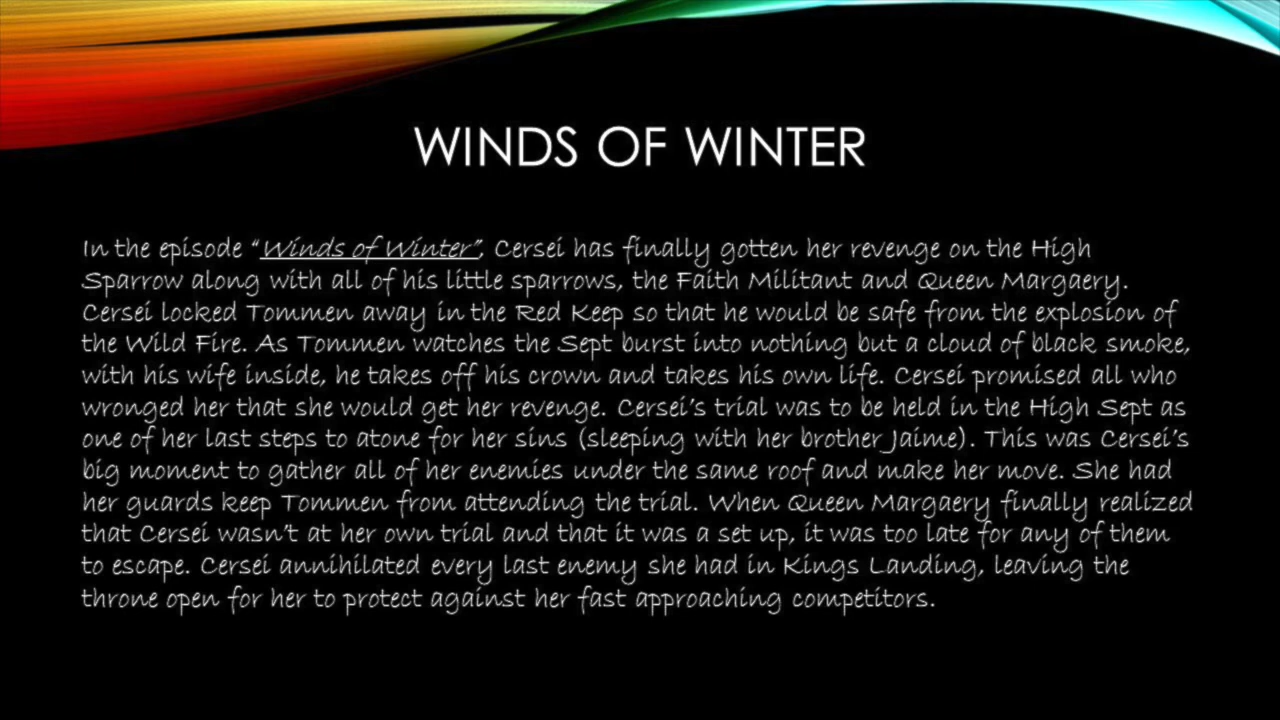 WINDS OF WINTER
In the episode “Winds of Winter”, Cersei has finally gotten her revenge on the High
Sparrow along with all of his little sparrows, the Faith Militant and Queen Margaery.
Cersei locked Tommen away in the Red Keep so that he would be safe from the explosion of
the Wild Fire. As Tommen watches the Sept burst into nothing but a cloud of black smoke,
with his wife inside, he takes off his crown and takes his own life. Cersei promised all who
wronged her that she would get her revenge. Cersei’s trial was to be held in the High Sept as
one of her last steps to atone for her sins (sleeping with her brother Jaime). This was Cersei’s
big moment to gather all of her enemies under the same roof and make her move. She had
her guards keep Tommen from attending the trial. When Queen Margaery finally realized
that Cersei wasn’t at her own trial and that it was a set up, it was too late for any of them
to escape. Cersei annihilated every last enemy she had in Kings Landing, leaving the
throne open for her to protect against her fast approaching competitors.